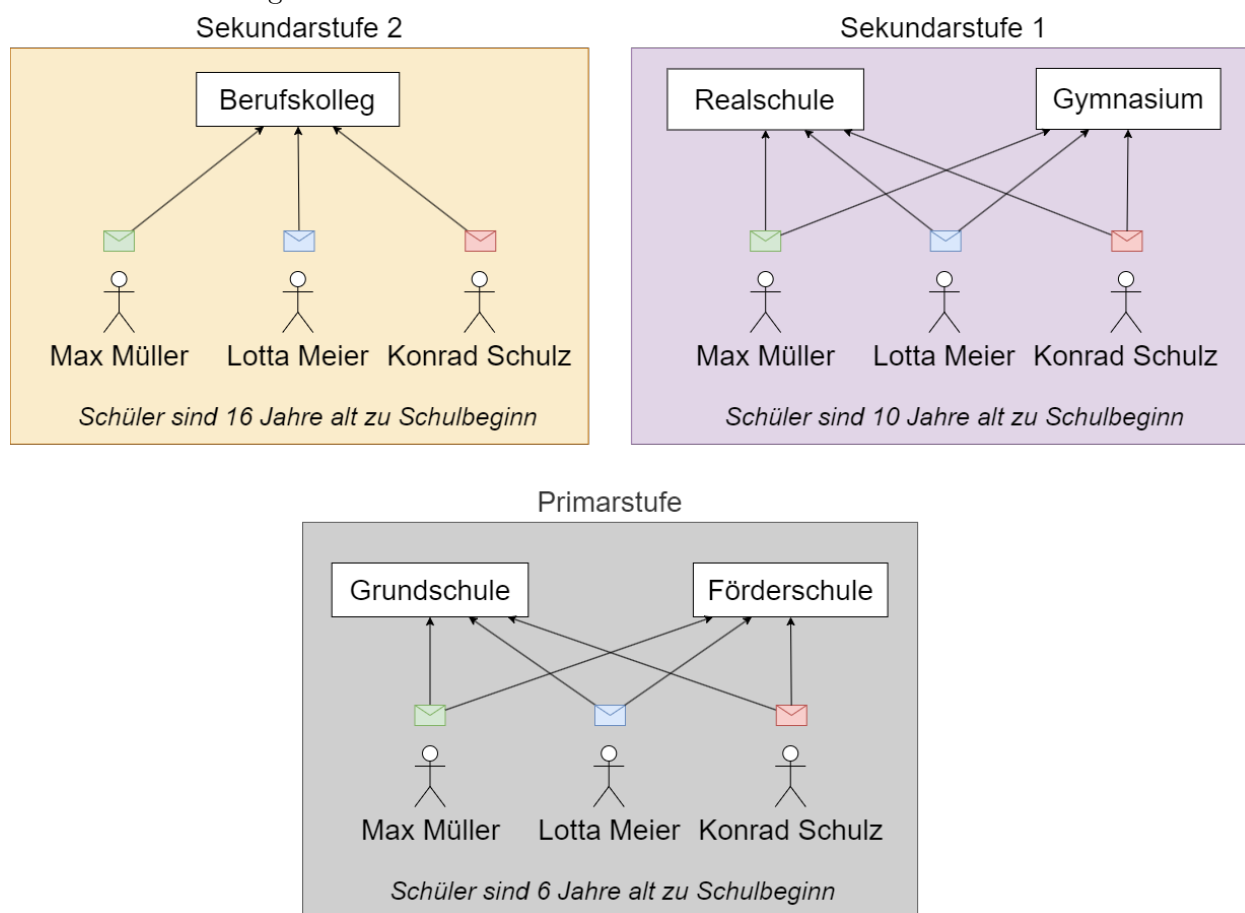 Sekundarstufe 2
Berufskolleg
Max Müller Lotta Meier Konrad Schulz
Schüler sind 16 Jahre alt zu Schulbeginn
Sekundarstufe 1
Realschule Gymnasium
Max Müller Lotta Meier Konrad Schulz
Schüler sind 10 Jahre alt zu Schulbeginn
Primarstufe
Grundschule Förderschule
Max Müller Lotta Meier Konrad Schulz
Schüler sind 6 Jahre alt zu Schulbeginn